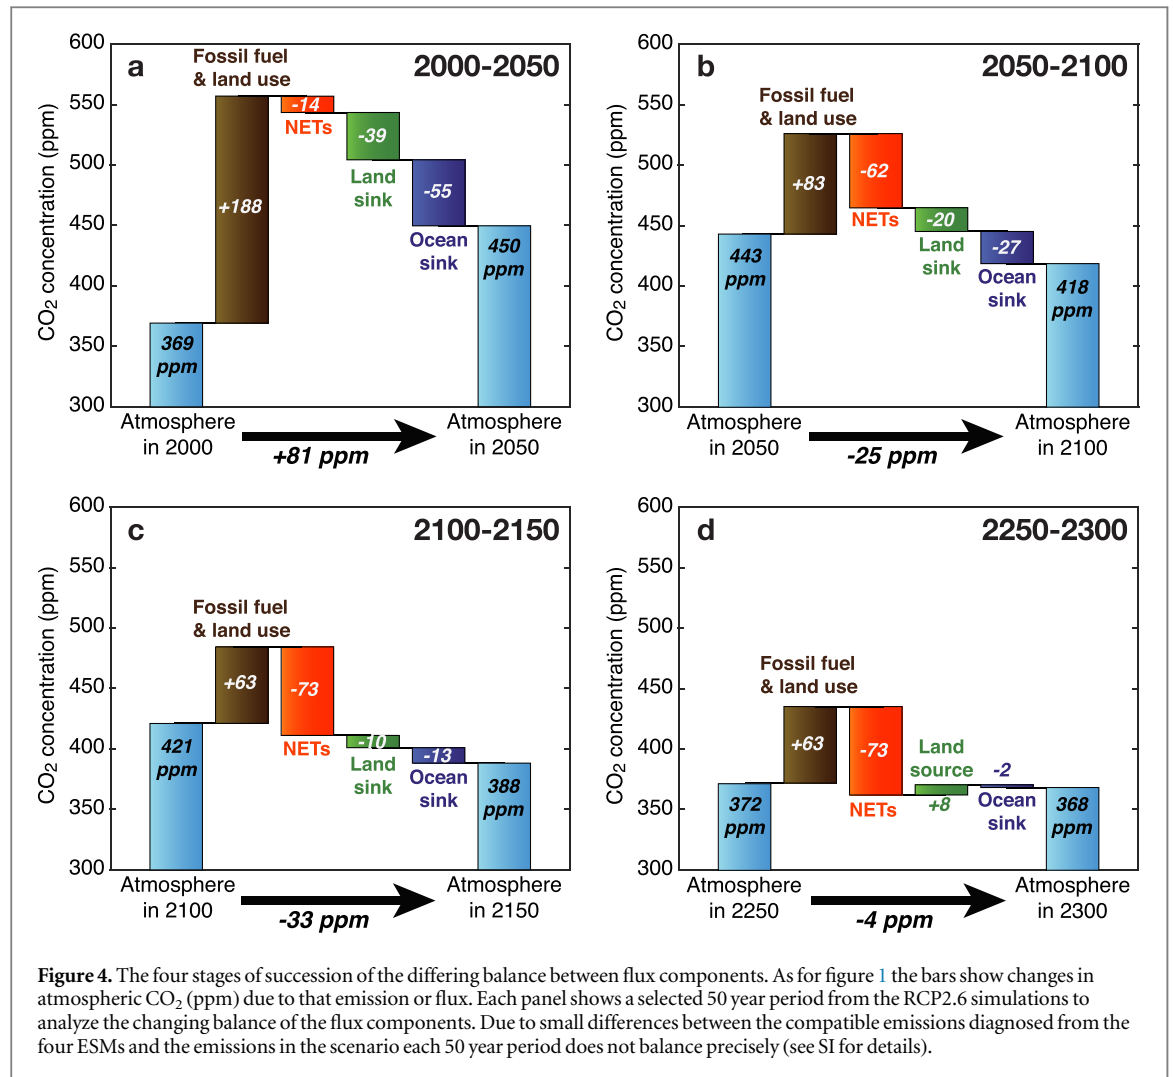 a
2000-2050
Fossil fuel
& land use
CO2 concentration (ppm)
600
550
500
450
400
350
300
+188
-14
NETs
-39
Land
sink
-55
Ocean
sink
369
ppm
450
ppm
Atmosphere
in 2000
+81 ppm
Atmosphere
in 2050
b
2050-2100
Fossil fuel
& land use
CO2 concentration (ppm)
600
550
500
450
400
350
300
+83
-62
NETs
-20
Land
sink
-27
Ocean
sink
443
ppm
418
ppm
Atmosphere
in 2050
-25 ppm
Atmosphere
in 2100
c
2100-2150
Fossil fuel
& land use
CO2 concentration (ppm)
600
550
500
450
400
350
300
+63
-73
NETs
-10
Land
sink
-13
Ocean
sink
421
ppm
388
ppm
Atmosphere
in 2100
-33 ppm
Atmosphere
in 2150
d
2250-2300
Fossil fuel
& land use
CO2 concentration (ppm)
600
550
500
450
400
350
300
+63
-73
NETs
Land
source
+8
-2
Ocean
sink
372
ppm
368
ppm
Atmosphere
in 2250
-4 ppm
Atmosphere
in 2300
Figure 4. The four stages of succession of the differing balance between flux components. As for figure 1 the bars show changes in
atmospheric CO2 (ppm) due to that emission or flux. Each panel shows a selected 50 year period from the RCP2.6 simulations to
analyze the changing balance of the flux components. Due to small differences between the compatible emissions diagnosed from the
four ESMs and the emissions in the scenario each 50 year period does not balance precisely (see SI for details).